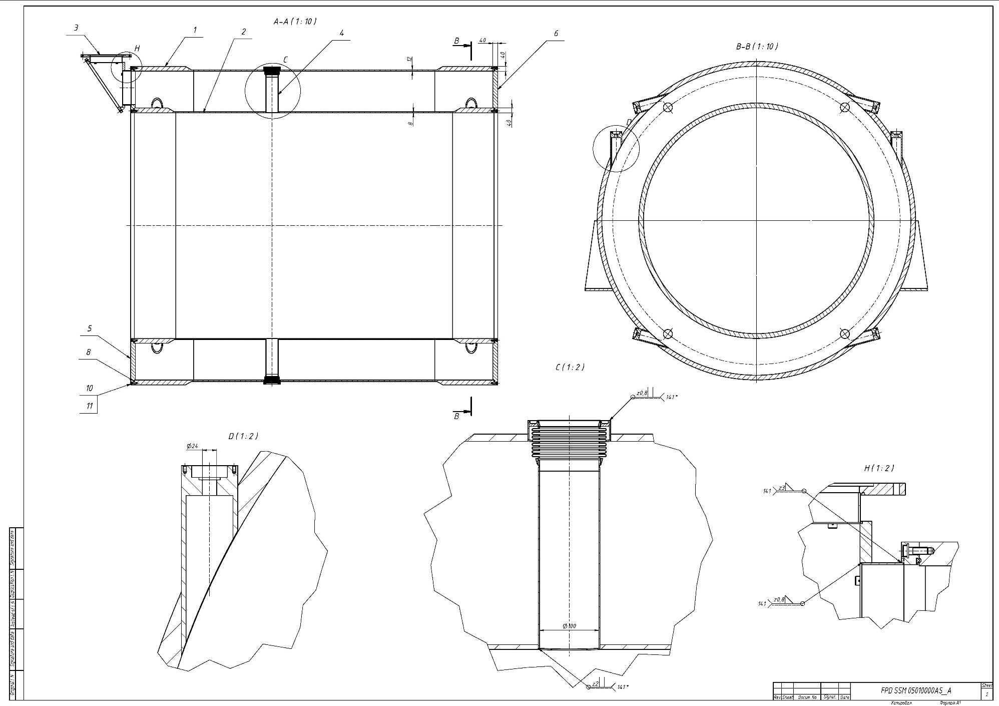 A-A (1:10)
3
1
2
4
B
40
6
H
C
12
40
B-B (1:10)
8
40
D
5
8
10
11
B
C (1:2)
z0,8
141*
D (1:2)
Ø24
H (1:2)
141
z3
141
z0,8
Ø100
z2
141*
Signature and date
Duplication I. N
Instead of I. N
Signature and date
Original I. N
FPD SSM 05010000AS_A
Sheet
2
Rev. Sheet Docum. No Signat. Date
Копировал Формат А1